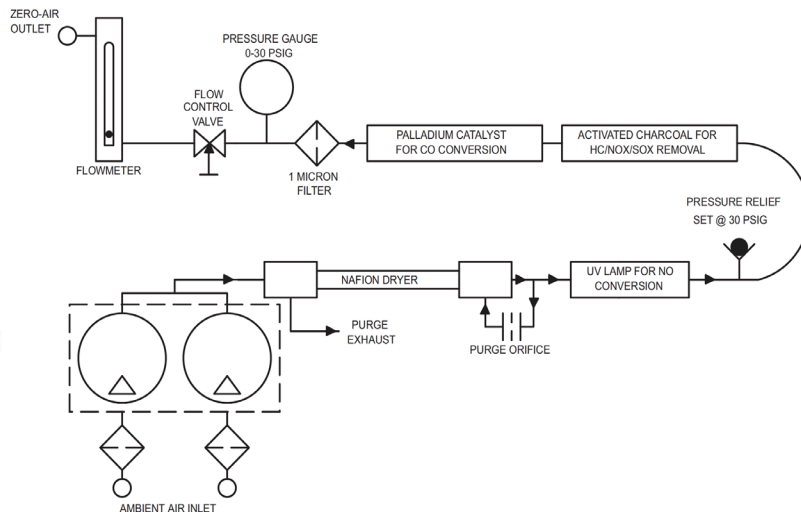 ZERO-AIR
OUTLET
PRESSURE GAUGE
0-30 PSIG
FLOW
CONTROL
VALVE
FLOWMETER
1 MICRON
FILTER
PALLADIUM CATALYST
FOR CO CONVERSION
ACTIVATED CHARCOAL FOR
HC/NOX/SOX REMOVAL
PRESSURE RELIEF
SET @ 30 PSIG
NAFION DRYER
UV LAMP FOR NO
CONVERSION
PURGE
EXHAUST
PURGE ORIFICE
AMBIENT AIR INLET